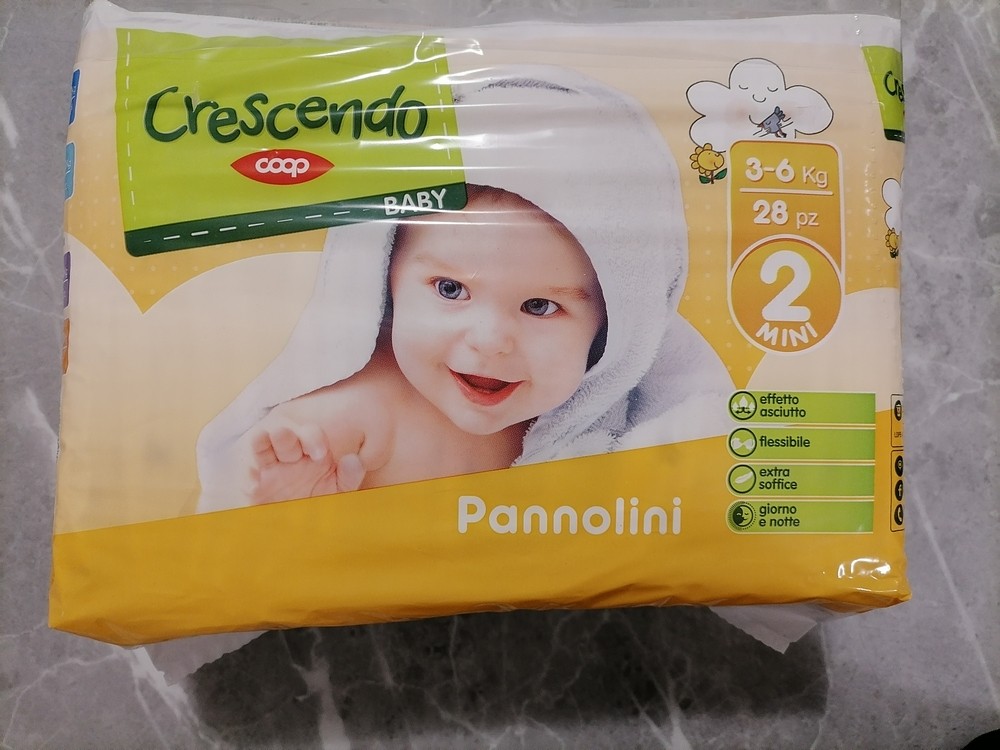 Crescendo
coop
BABY
3-6 Kg
28 pz
2
MINI
effetto
asciutto
flessibile
extra
soffice
giorno
e notte
Pannolini